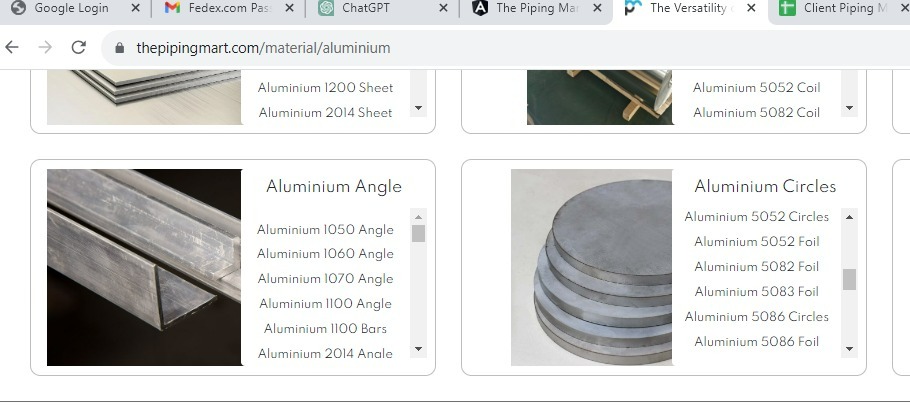 Google Login
Fedex.com Pas
ChatGPT
The Piping Mar
The Versatility
Client Piping M
thepipingmart.com/material/aluminium
Aluminium 1200 Sheet
Aluminium 2014 Sheet
Aluminium 5052 Coil
Aluminium 5082 Coil
Aluminium Angle
Aluminium 1050 Angle
Aluminium 1060 Angle
Aluminium 1070 Angle
Aluminium 1100 Angle
Aluminium 1100 Bars
Aluminium 2014 Angle
Aluminium Circles
Aluminium 5052 Circles
Aluminium 5052 Foil
Aluminium 5082 Foil
Aluminium 5083 Foil
Aluminium 5086 Circles
Aluminium 5086 Foil